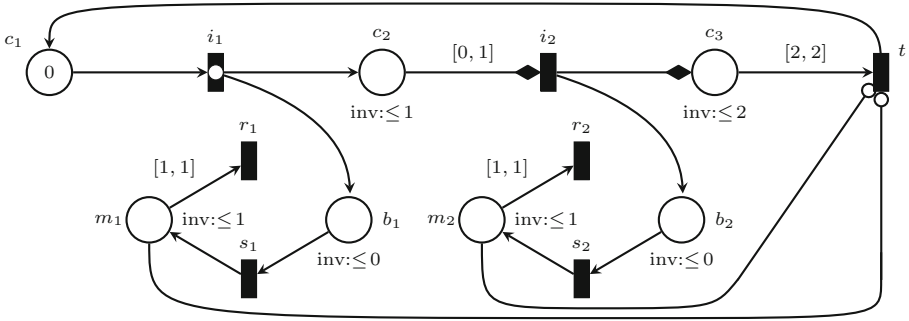 c1 i1 c2 [0, 1] i2 c3 [2, 2] t
0
inv:≤1 inv:≤2
r1 r2
[1, 1] [1, 1]
m1 inv:≤1 b1 m2 inv:≤1 b2
s1 inv:≤0 s2 inv:≤0